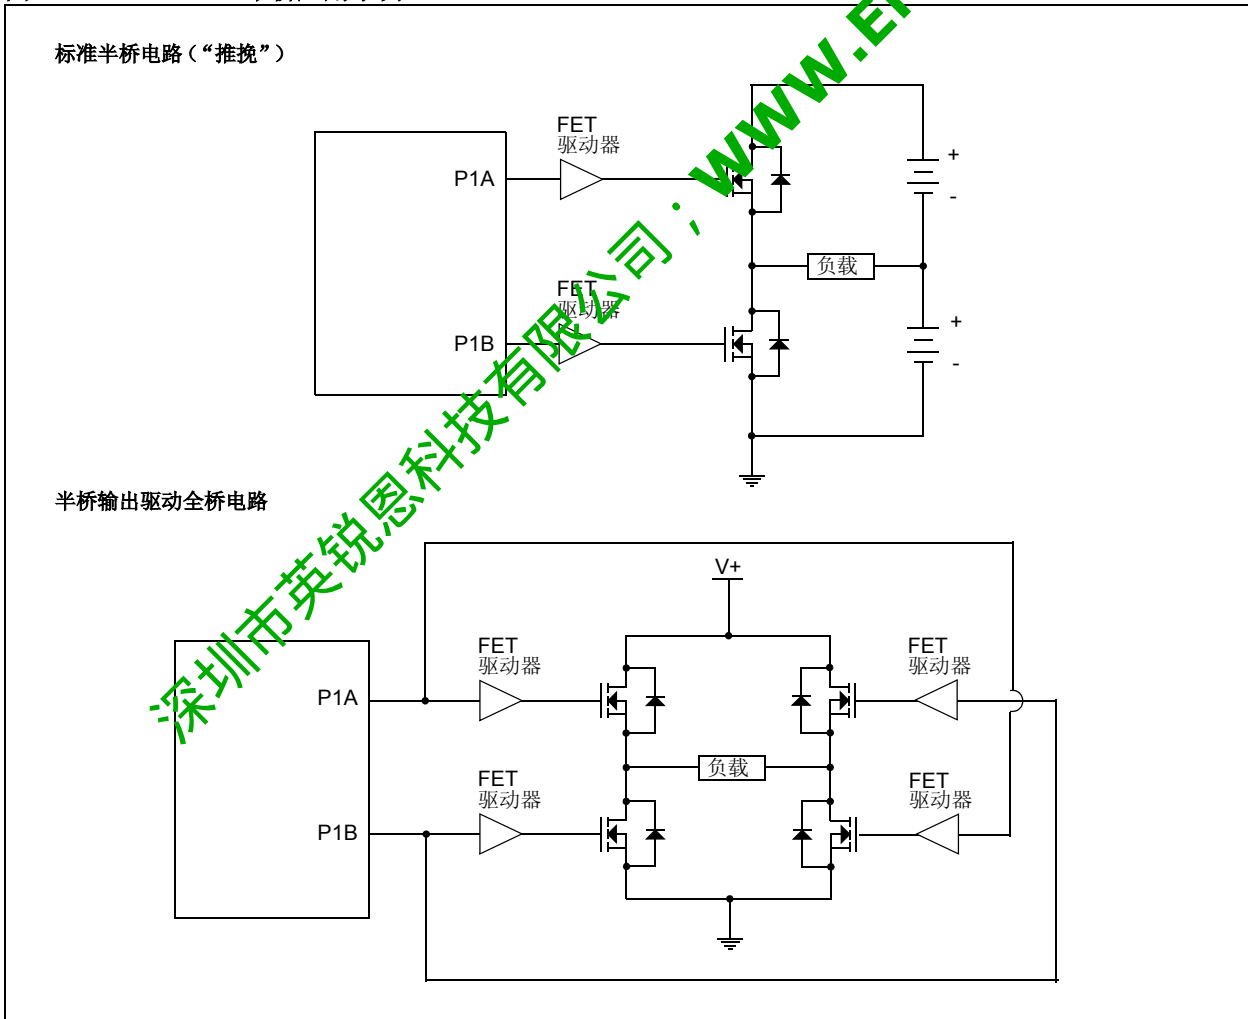 标准半桥电路（“推挽”）
FET
驱动器
P1A
+
-
负载
FET
驱动器
P1B
+
-
半桥输出驱动全桥电路
V+
FET
驱动器
FET
驱动器
P1A
负载
FET
驱动器
FET
驱动器
P1B
深圳市英锐恩科技有限公司；www.